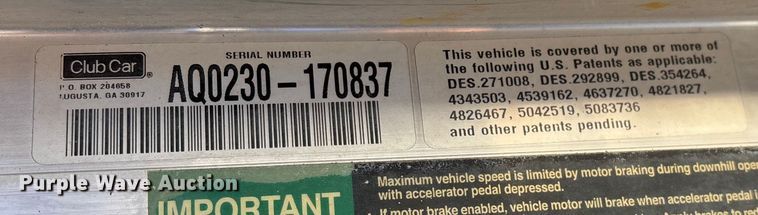 SERIAL NUMBER
Club Car
P.O. BOX 204658
AUGUSTA, GA 30917
AQ0230-170837
This vehicle is covered by one or more of
the following U.S. Patents as applicable:
DES.271008, DES.292899, DES.354264,
4343503, 4539162, 4637270, 4821827,
4826467, 5042519, 5083736
and other patents pending.
Purple Wave Auction
IMPORTANT
• Maximum vehicle speed is limited by motor braking during downhill oper
with accelerator pedal depressed.
• If motor brake enabled, vehicle motor will brake when accelerator pedal i